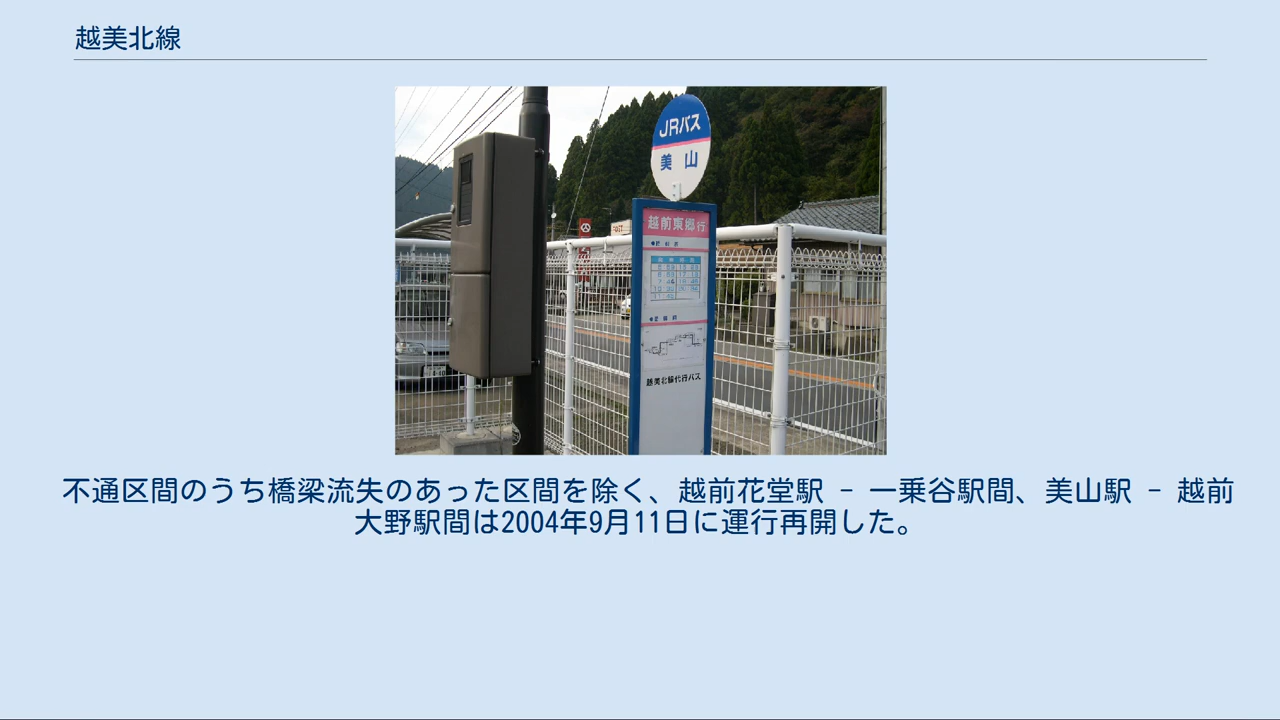 越美北線
JRバス
美山
越前東郷行
越美北線代行バス
不通区間のうち橋梁流失のあった区間を除く、越前花堂駅 － 一乗谷駅間、美山駅 － 越前
大野駅間は2004年9月11日に運行再開した。